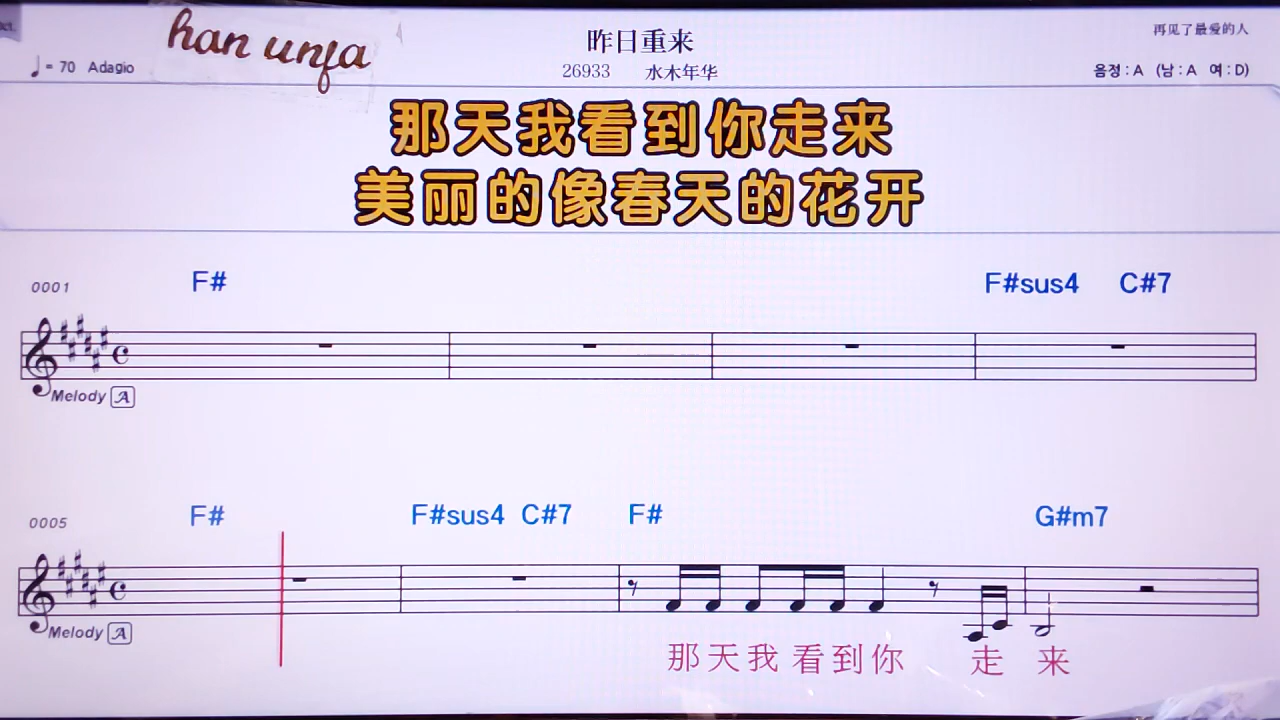 ect.
han unfa
昨日重来
再见了最爱的人
♩= 70 Adagio
26933 水木年华
음정 : A (남 : A 여 : D)
那天我看到你走来
美丽的像春天的花开
0001 F# F#sus4 C#7
Melody A
0005 F# F#sus4 C#7 F# G#m7
Melody A
那天我 看到你 走 来